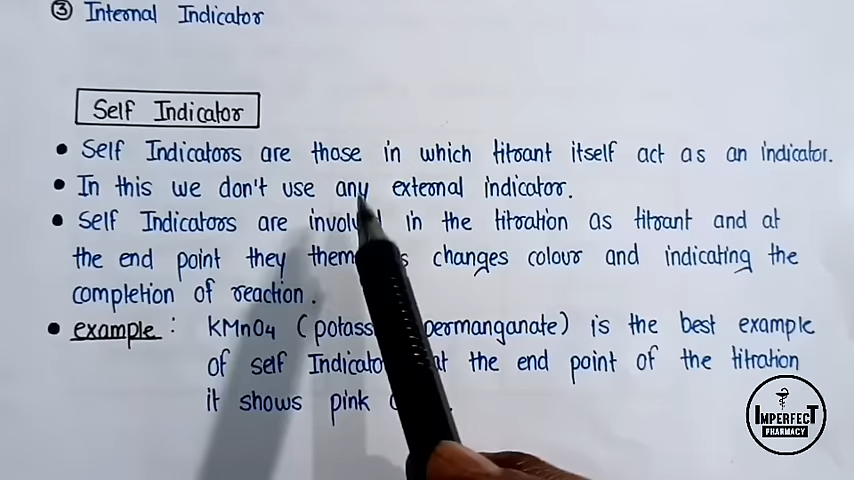 ③ Internal Indicator
Self Indicator
• Self Indicators are those in which titrant itself act as an indicator.
• In this we don't use any external indicator.
• Self Indicators are involv in the titration as titrant and at
the end point they them s changes colour and indicating the
completion of reaction.
• example : KMnO4 (potass permanganate) is the best example
of self Indicato at the end point of the titration
it shows pink
IMPERFECT
PHARMACY